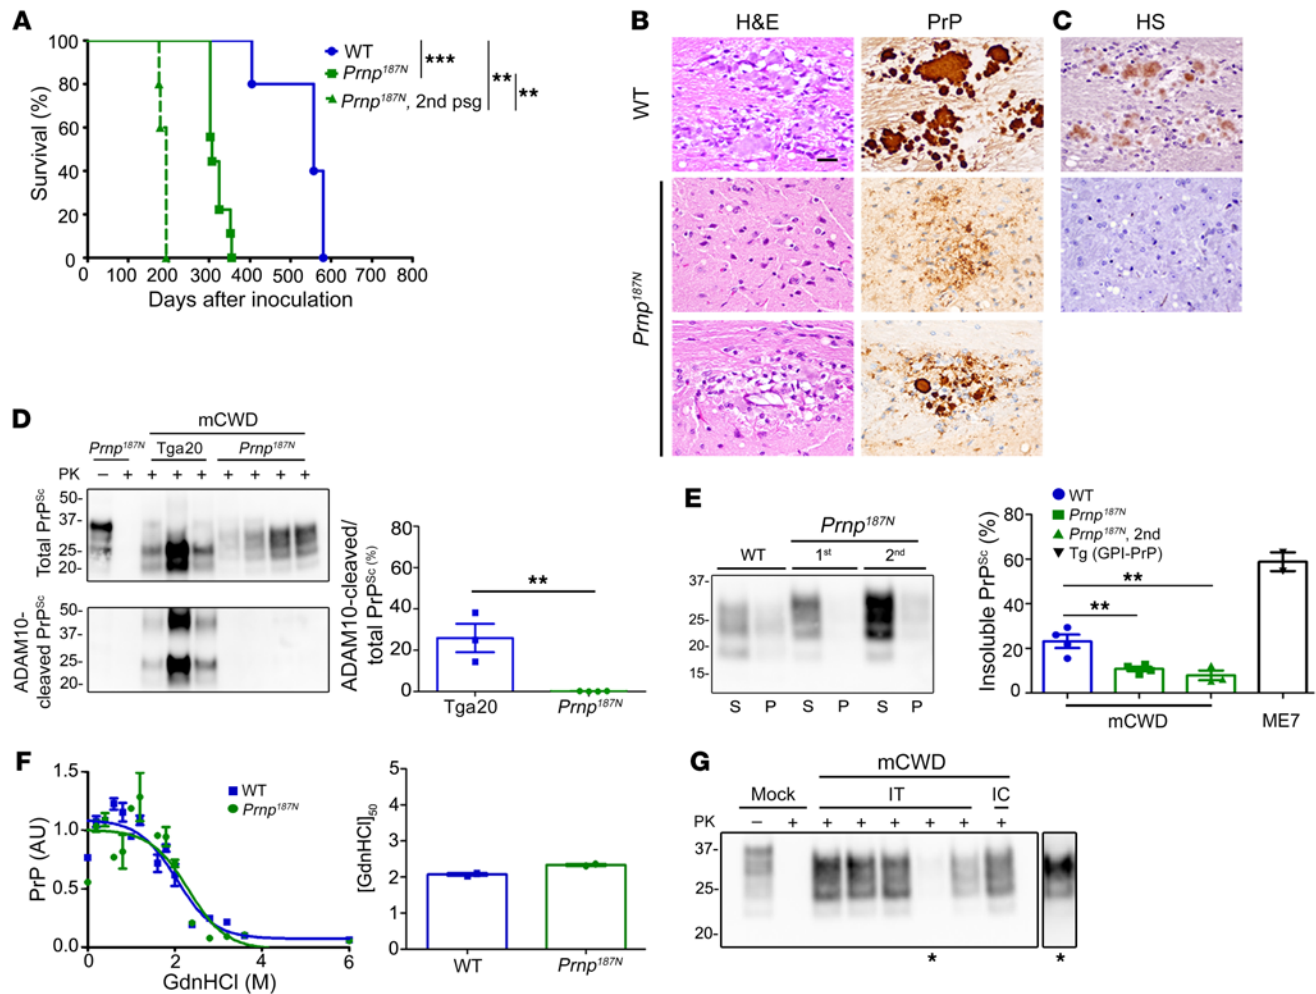 A
Survival (%)
100
80
60
40
20
0
0 100 200 300 400 500 600 700 800
Days after inoculation
WT
Prnp187N
Prnp187N, 2nd psg
***
**
**
B
H&E PrP
WT
Prnp187N
C
HS
D
mCWD
Prnp187N Tga20 Prnp187N
PK − + + + + + + + +
Total PrPSc
50-
37-
25-
20-
ADAM10-
cleaved PrPSc
50-
37-
25-
20-
ADAM10-cleaved/
total PrPSc (%)
80
60
40
20
0
**
Tga20 Prnp187N
E
Prnp187N
WT 1st 2nd
37-
25-
20-
15-
S P S P S P
WT
Prnp187N
Prnp187N, 2nd
Tg (GPI-PrP)
Insoluble PrPSc (%)
80
60
40
20
0
**
**
mCWD ME7
F
PrP (AU)
1.5
1.0
0.5
0.0
0 2 4 6
GdnHCl (M)
WT
Prnp187N
[GdnHCl]50
5
4
3
2
1
0
WT Prnp187N
G
mCWD
Mock IT IC
PK − + + + + + + +
37-
25-
20-
* *